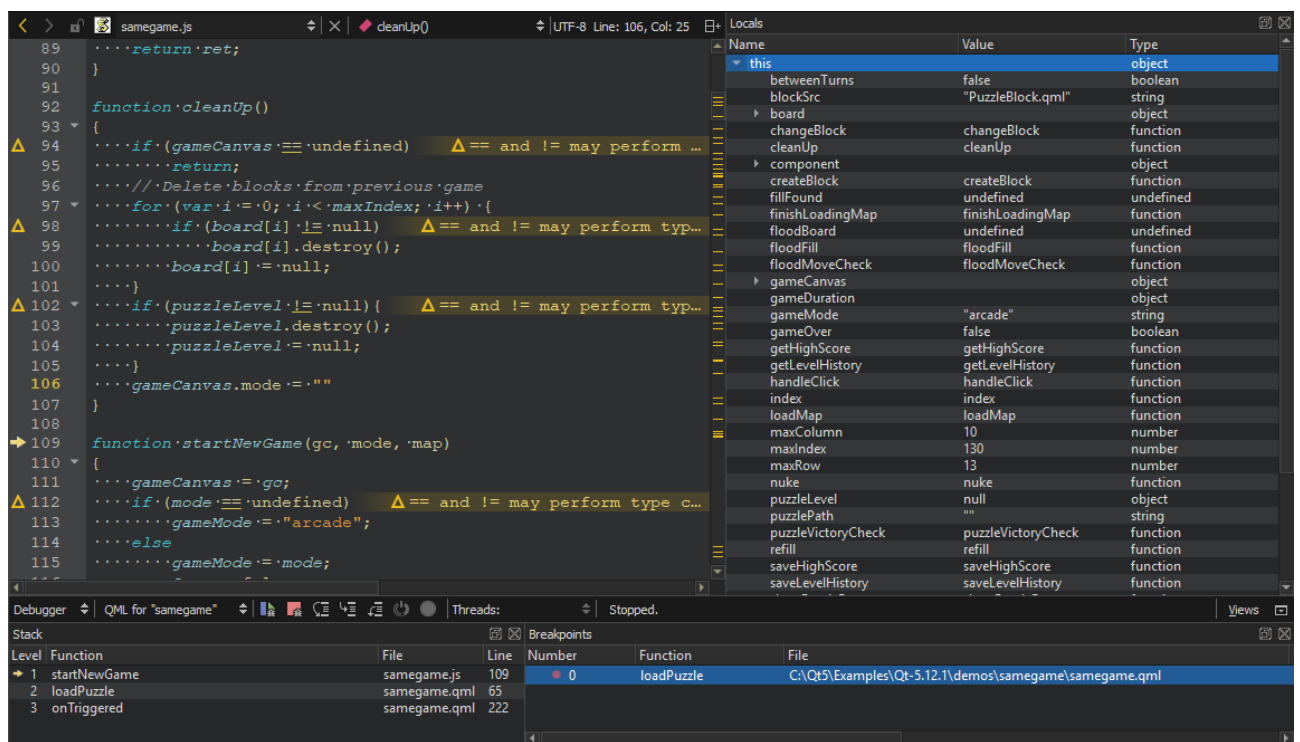 samegame.js cleanUp() UTF-8 Line: 106, Col: 25
89 ····return·ret;
90 }
91
92 function·cleanUp()
93 {
94 ····if·(gameCanvas·==·undefined) == and != may perform …
95 ········return;
96 ····//·Delete·blocks·from·previous·game
97 ····for·(var·i·=·0;·i·<·maxIndex;·i++)·{
98 ········if·(board[i]·!=·null) == and != may perform typ…
99 ············board[i].destroy();
100 ········board[i]·=·null;
101 ····}
102 ····if·(puzzleLevel·!=·null){ == and != may perform typ…
103 ········puzzleLevel.destroy();
104 ········puzzleLevel·=·null;
105 ····}
106 ····gameCanvas.mode·=·""
107 }
108
109 function·startNewGame(gc,·mode,·map)
110 {
111 ····gameCanvas·=·gc;
112 ····if·(mode·==·undefined) == and != may perform type c…
113 ········gameMode·=·"arcade";
114 ····else
115 ········gameMode·=·mode;
Locals
Name Value Type
this object
betweenTurns false boolean
blockSrc "PuzzleBlock.qml" string
board object
changeBlock changeBlock function
cleanUp cleanUp function
component object
createBlock createBlock function
fillFound undefined undefined
finishLoadingMap finishLoadingMap function
floodBoard undefined undefined
floodFill floodFill function
floodMoveCheck floodMoveCheck function
gameCanvas object
gameDuration object
gameMode "arcade" string
gameOver false boolean
getHighScore getHighScore function
getLevelHistory getLevelHistory function
handleClick handleClick function
index index function
loadMap loadMap function
maxColumn 10 number
maxIndex 130 number
maxRow 13 number
nuke nuke function
puzzleLevel null object
puzzlePath "" string
puzzleVictoryCheck puzzleVictoryCheck function
refill refill function
saveHighScore saveHighScore function
saveLevelHistory saveLevelHistory function
Debugger QML for "samegame" Threads: Stopped. Views
Stack
Level Function File Line
1 startNewGame samegame.js 109
2 loadPuzzle samegame.qml 65
3 onTriggered samegame.qml 222
Breakpoints
Number Function File
0 loadPuzzle C:\Qt5\Examples\Qt-5.12.1\demos\samegame\samegame.qml